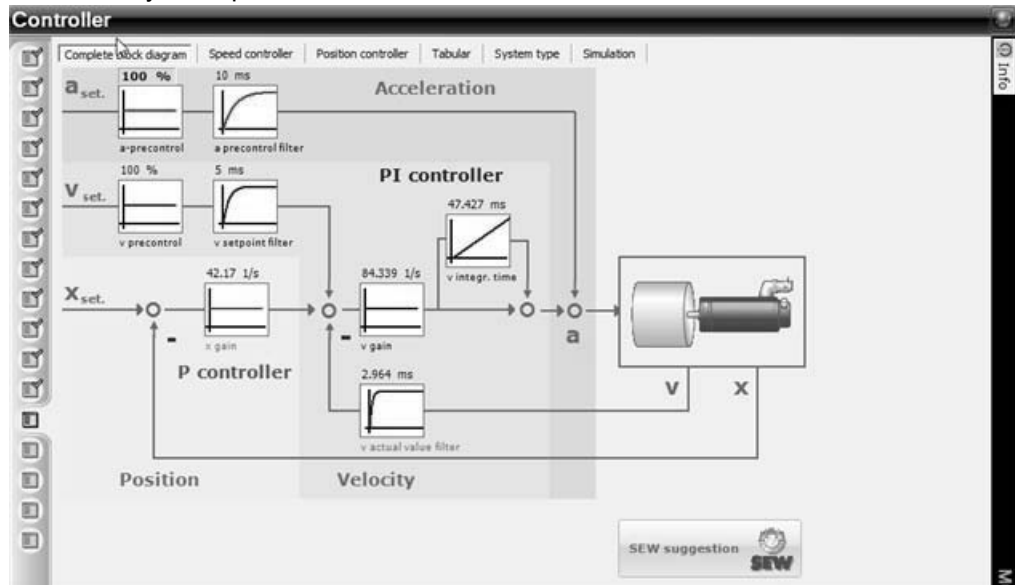 Controller
Complete block diagram Speed controller Position controller Tabular System type Simulation
Info
100 % 10 ms
a set. Acceleration
a-precontrol a precontrol filter
100 % 5 ms
PI controller
v set.
47.427 ms
v precontrol v setpoint filter
v integr. time
42.17 1/s 84.339 1/s
x set.
- -
a
x gain v gain
P controller 2.964 ms
v x
v actual value filter
Position Velocity
SEW suggestion SEW
M